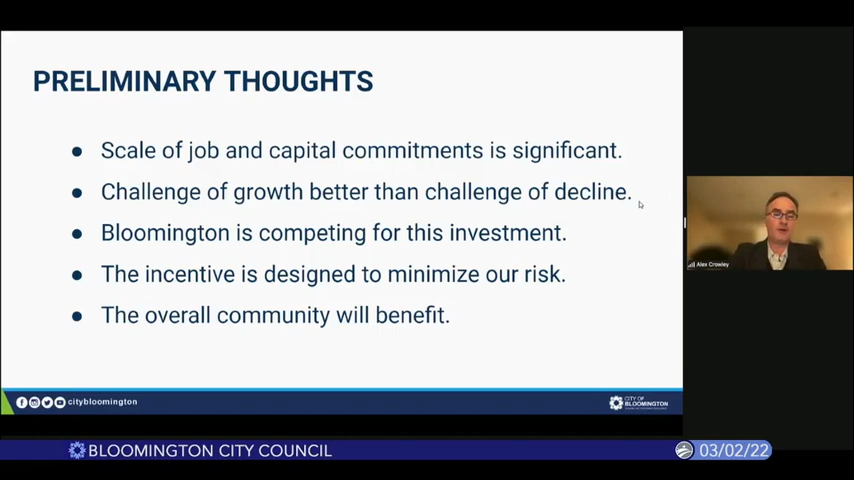 PRELIMINARY THOUGHTS
● Scale of job and capital commitments is significant.
● Challenge of growth better than challenge of decline.
● Bloomington is competing for this investment.
● The incentive is designed to minimize our risk.
● The overall community will benefit.
Alex Crowley
citybloomington
CITY OF
BLOOMINGTON
BLOOMINGTON CITY COUNCIL
03/02/22